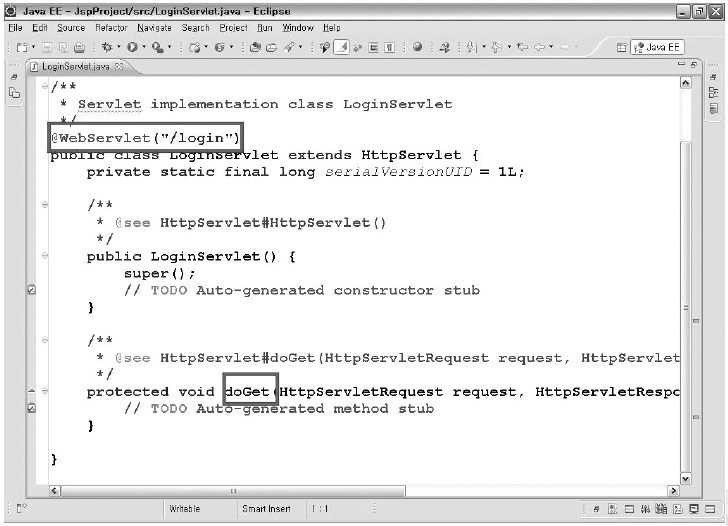 Java EE - JspProject/src/LoginServlet.java - Eclipse
File Edit Source Refactor Navigate Search Project Run Window Help
Java EE
LoginServlet.java
/**
 * Servlet implementation class LoginServlet
 */
@WebServlet("/login")
public class LoginServlet extends HttpServlet {
    private static final long serialVersionUID = 1L;
    /**
     * @see HttpServlet#HttpServlet()
     */
    public LoginServlet() {
        super();
        // TODO Auto-generated constructor stub
    }
    /**
     * @see HttpServlet#doGet(HttpServletRequest request, HttpServlet
     */
    protected void doGet(HttpServletRequest request, HttpServletRespo
        // TODO Auto-generated method stub
    }
}
Writable Smart Insert 1 : 1